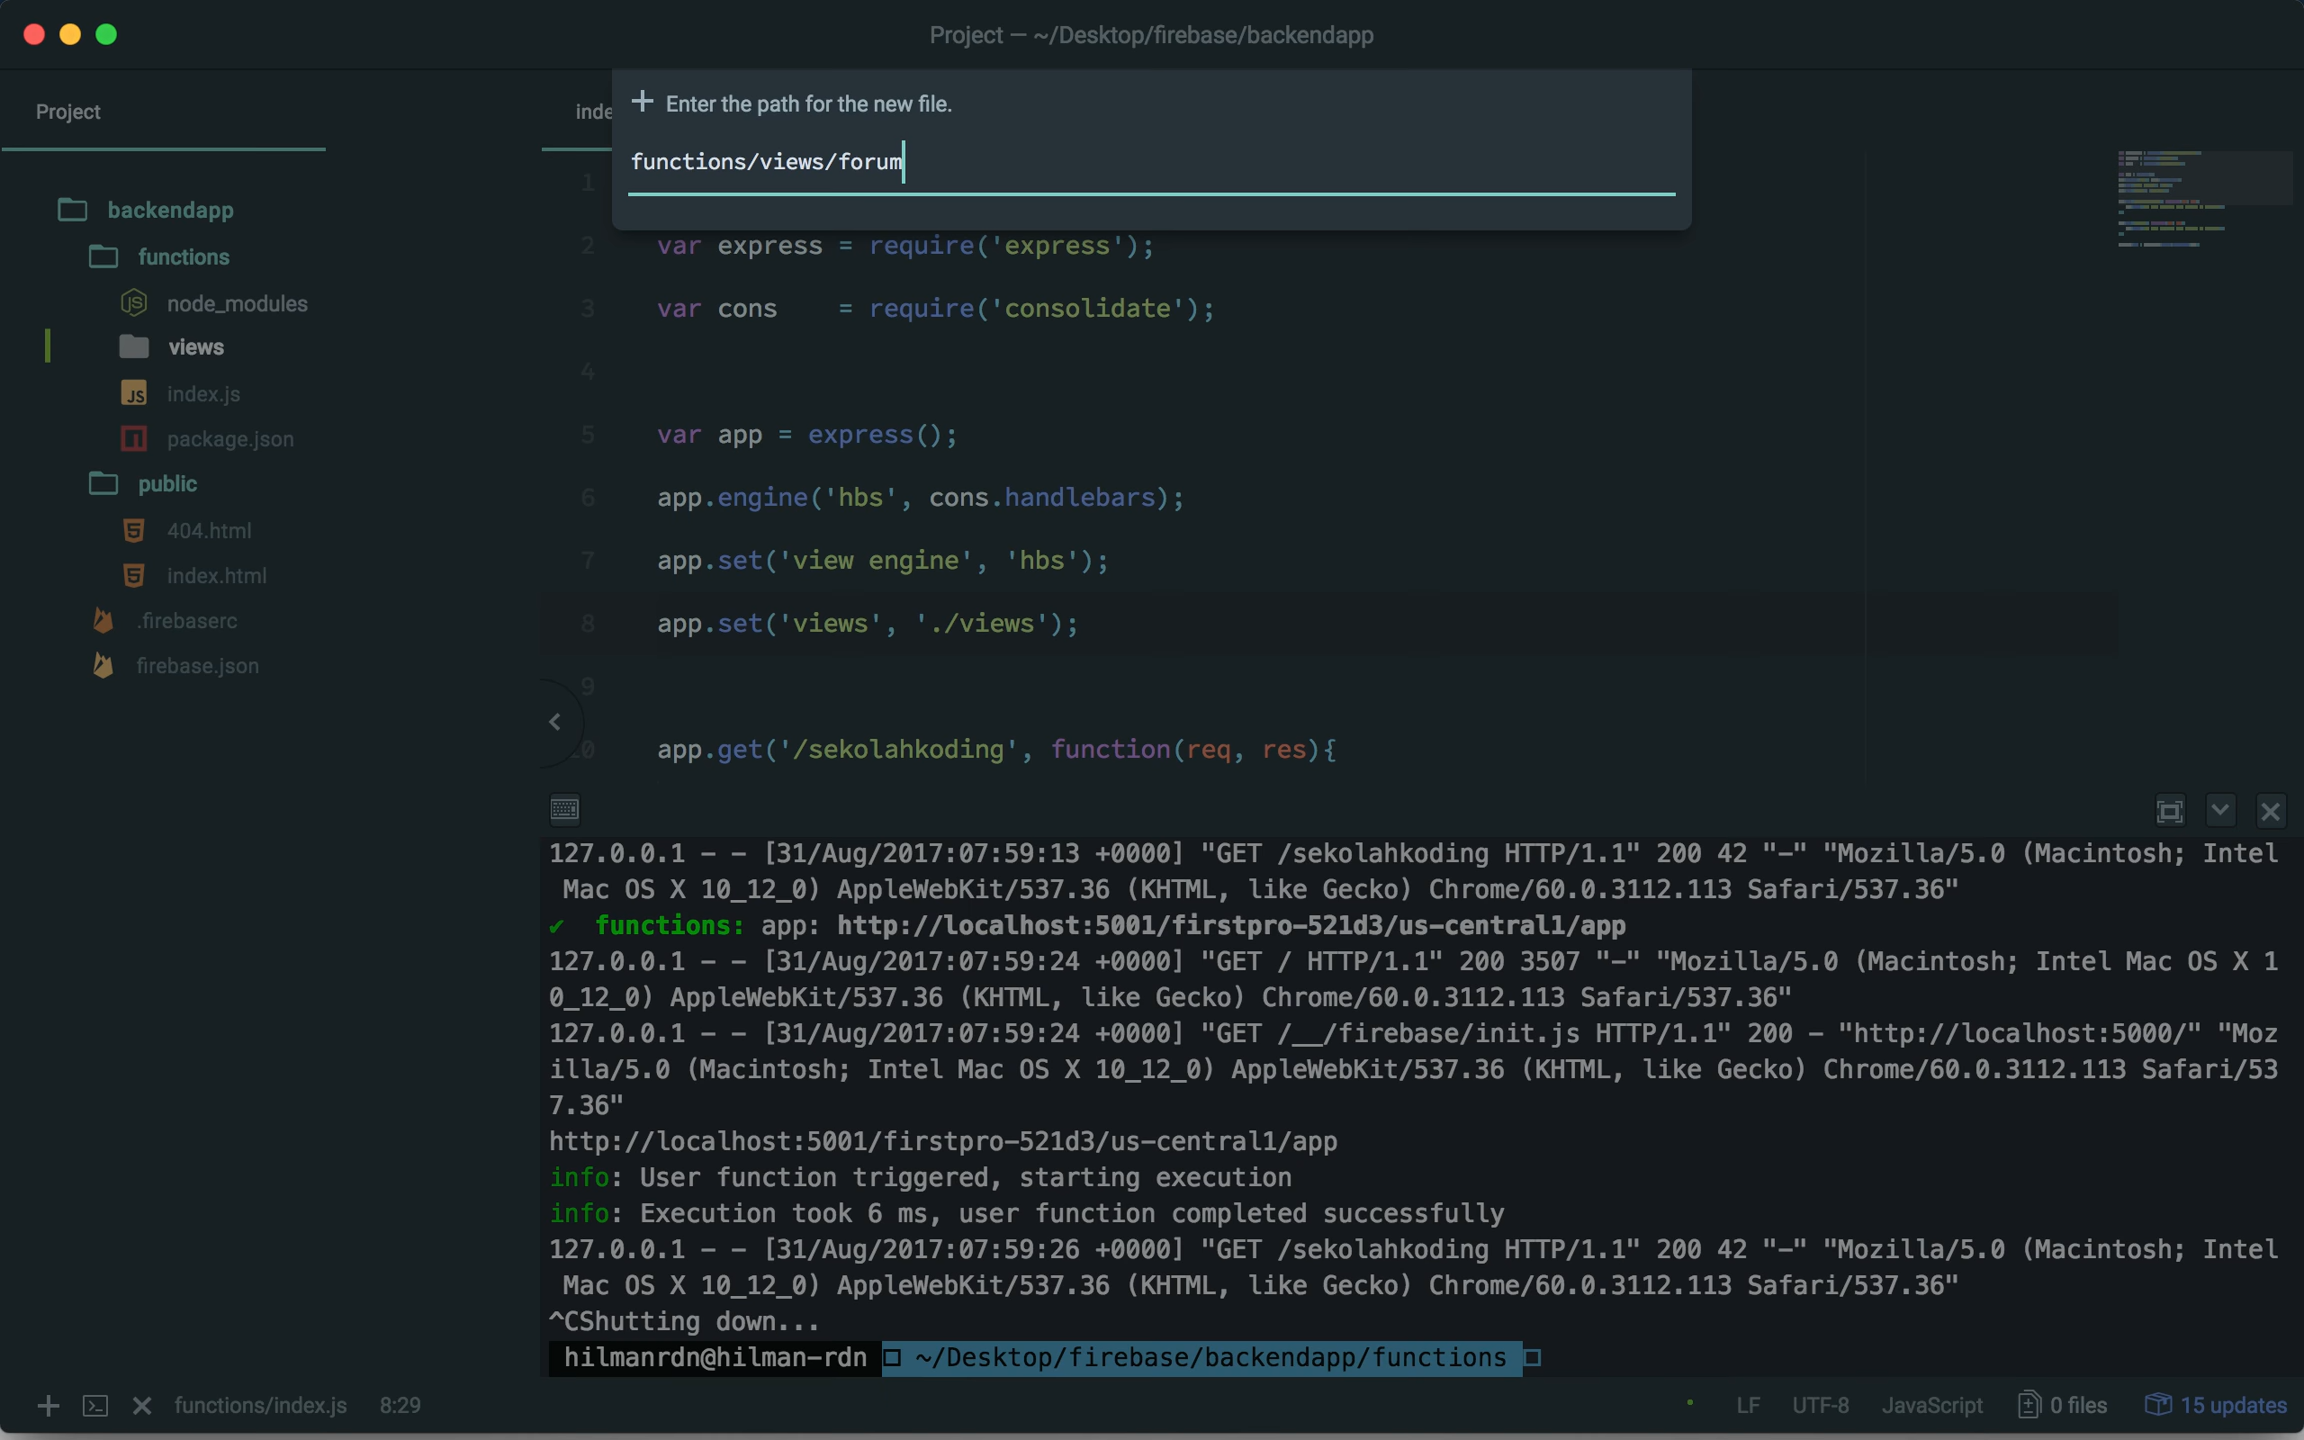 Project — ~/Desktop/firebase/backendapp
Project
backendapp
functions
node_modules
views
index.js
package.json
public
404.html
index.html
.firebaserc
firebase.json
inde
Enter the path for the new file.
functions/views/forum
1
2 var express = require('express');
3 var cons    = require('consolidate');
4
5 var app = express();
6 app.engine('hbs', cons.handlebars);
7 app.set('view engine', 'hbs');
8 app.set('views', './views');
9
10 app.get('/sekolahkoding', function(req, res){
127.0.0.1 - - [31/Aug/2017:07:59:13 +0000] "GET /sekolahkoding HTTP/1.1" 200 42 "-" "Mozilla/5.0 (Macintosh; Intel
Mac OS X 10_12_0) AppleWebKit/537.36 (KHTML, like Gecko) Chrome/60.0.3112.113 Safari/537.36"
✔  functions: app: http://localhost:5001/firstpro-521d3/us-central1/app
127.0.0.1 - - [31/Aug/2017:07:59:24 +0000] "GET / HTTP/1.1" 200 3507 "-" "Mozilla/5.0 (Macintosh; Intel Mac OS X 1
0_12_0) AppleWebKit/537.36 (KHTML, like Gecko) Chrome/60.0.3112.113 Safari/537.36"
127.0.0.1 - - [31/Aug/2017:07:59:24 +0000] "GET /__/firebase/init.js HTTP/1.1" 200 - "http://localhost:5000/" "Moz
illa/5.0 (Macintosh; Intel Mac OS X 10_12_0) AppleWebKit/537.36 (KHTML, like Gecko) Chrome/60.0.3112.113 Safari/53
7.36"
http://localhost:5001/firstpro-521d3/us-central1/app
info: User function triggered, starting execution
info: Execution took 6 ms, user function completed successfully
127.0.0.1 - - [31/Aug/2017:07:59:26 +0000] "GET /sekolahkoding HTTP/1.1" 200 42 "-" "Mozilla/5.0 (Macintosh; Intel
Mac OS X 10_12_0) AppleWebKit/537.36 (KHTML, like Gecko) Chrome/60.0.3112.113 Safari/537.36"
^CShutting down...
hilmanrdn@hilman-rdn ~/Desktop/firebase/backendapp/functions
functions/index.js 8:29 LF UTF-8 JavaScript 0 files 15 updates